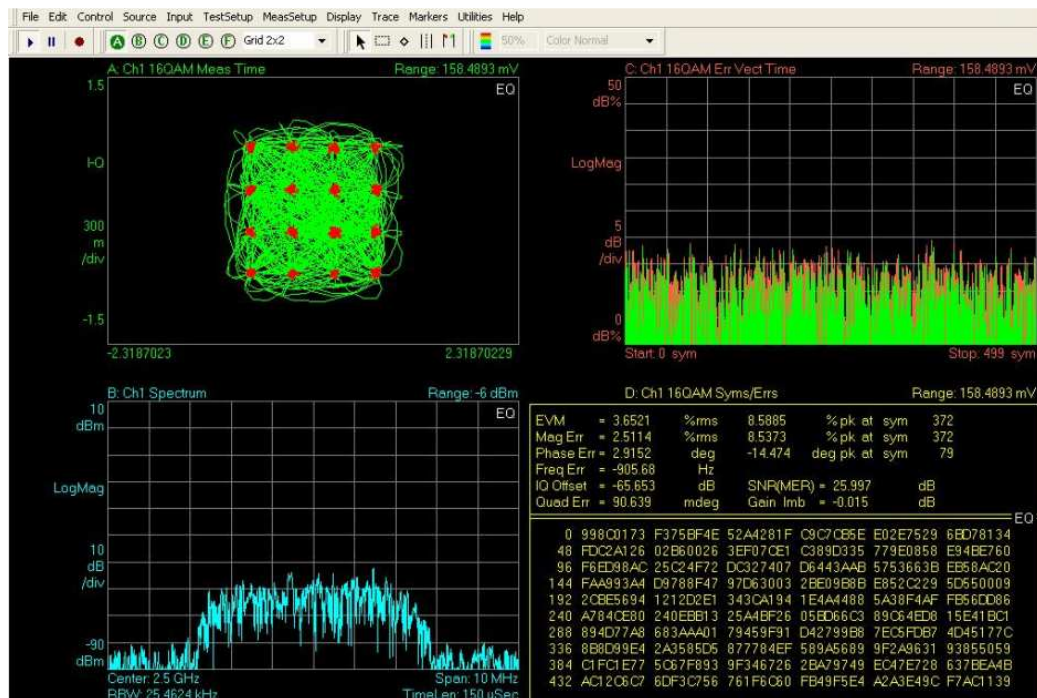 File Edit Control Source Input TestSetup MeasSetup Display Trace Markers Utilities Help
A B C D E F Grid 2x2 50% Color Normal
A: Ch1 16QAM Meas Time Range: 158.4893 mV
1.5
EQ
I-Q
300
m
/div
-1.5
-2.3187023 2.31870229
C: Ch1 16QAM Err Vect Time Range: 158.4893 mV
50
dB%
EQ
LogMag
5
dB
/div
0
dB%
Start: 0 sym Stop: 499 sym
B: Ch1 Spectrum Range: -6 dBm
10
dBm
EQ
LogMag
10
dB
/div
-90
dBm
Center: 2.5 GHz Span: 10 MHz
RBW: 25.4624 kHz TimeLen: 150 uSec
D: Ch1 16QAM Syms/Errs Range: 158.4893 mV
EVM = 3.6521 %rms 8.5885 % pk at sym 372
Mag Err = 2.5114 %rms 8.5373 % pk at sym 372
Phase Err = 2.9152 deg -14.474 deg pk at sym 79
Freq Err = -905.68 Hz
IQ Offset = -65.653 dB SNR(MER) = 25.997 dB
Quad Err = 90.639 mdeg Gain Imb = -0.015 dB
EQ
0 998C0173 F375BF4E 52A4281F C9C7CB5E E02E7529 6BD78134
48 FDC2A126 02B60026 3EF07CE1 C389D335 779E0858 E94BE760
96 F6ED98AC 25C24F72 DC327407 D6443AAB 5753663B EB58AC20
144 FAA993A4 D9788F47 97D63003 2BE09B8B E852C229 5D550009
192 2CBE5694 1212D2E1 343CA194 1E4A4488 5A38F4AF FB56DD86
240 A784CE80 240EBB13 25A4BF26 05BD66C3 89C64ED8 15E41BC1
288 894D77A8 683AAA01 79459F91 D42799B8 7EC5FDB7 4D45177C
336 8B8D99E4 2A3585D5 877784EF 589A5689 9F2A9631 93855059
384 C1FC1E77 5C67F893 9F346726 2BA79749 EC47E728 637BEA4B
432 AC12C6C7 6DF3C756 761F6C60 FB49F5E4 A2A3E49C F7AC1139